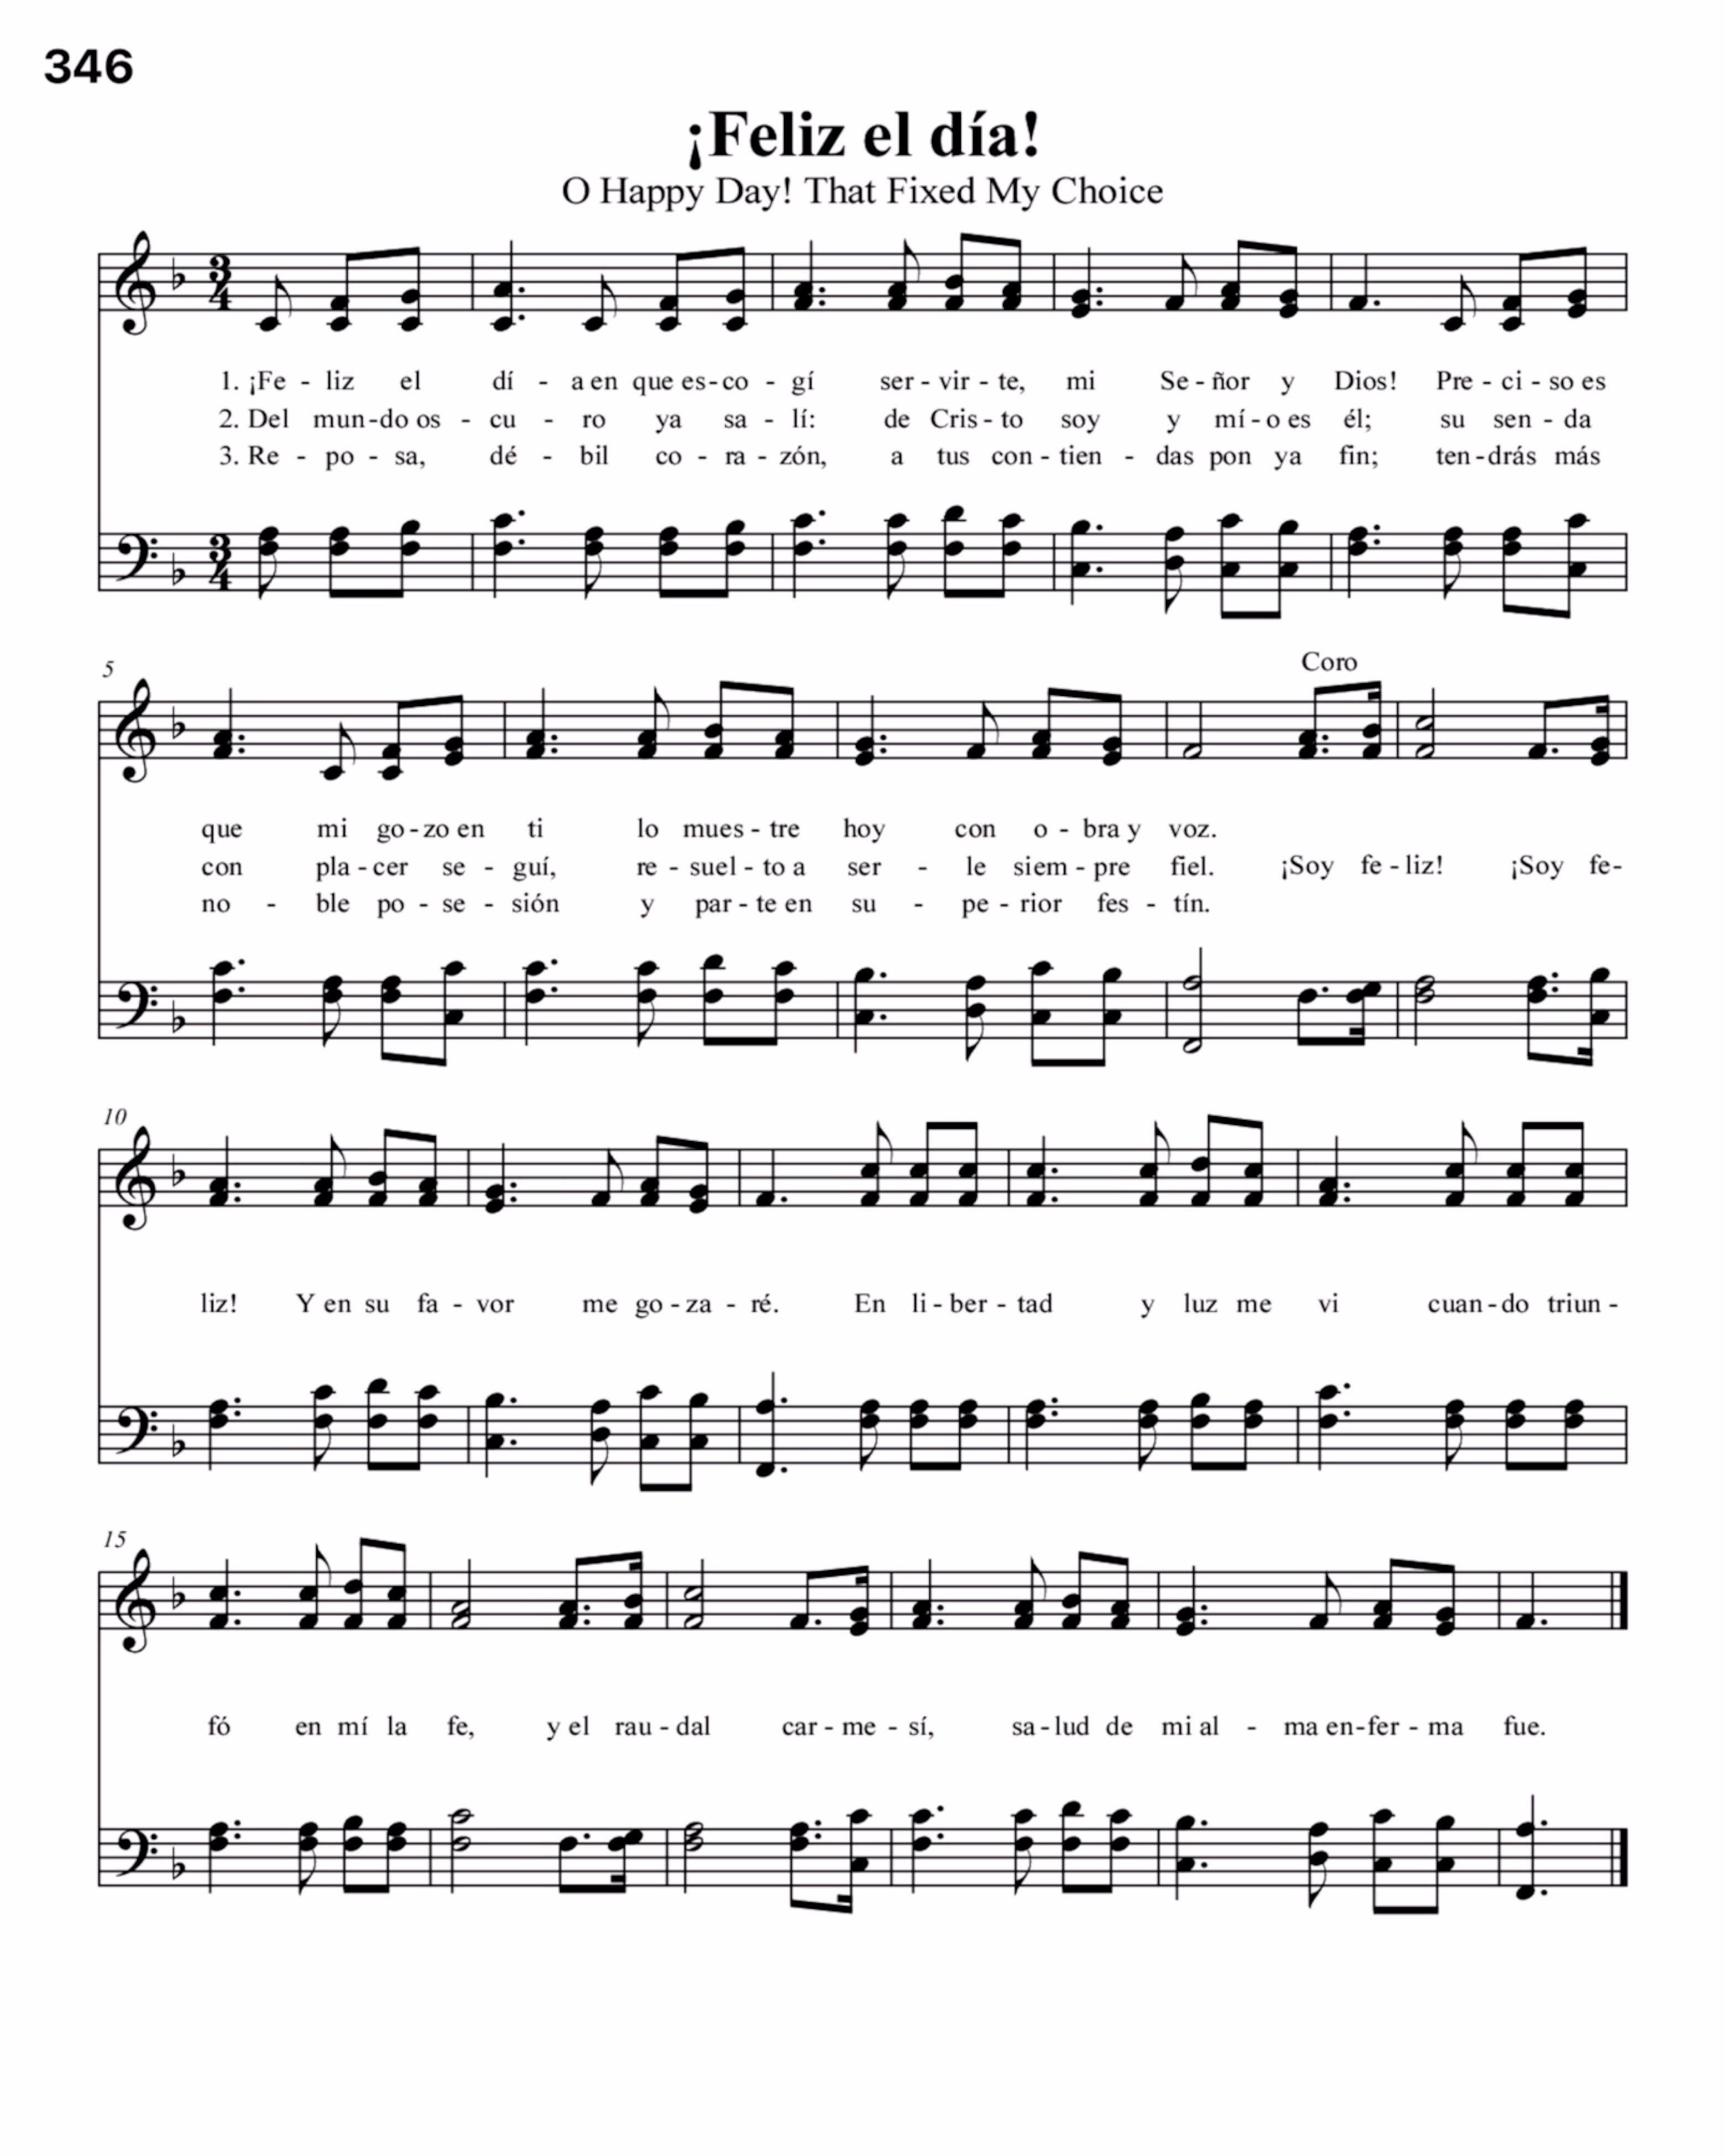 346
¡Feliz el día!
O Happy Day! That Fixed My Choice
1. ¡Fe - liz el dí - a en que es - co - gí ser - vir - te, mi Se - ñor y Dios! Pre - ci - so es
2. Del mun - do os - cu - ro ya sa - lí: de Cris - to soy y mí - o es él; su sen - da
3. Re - po - sa, dé - bil co - ra - zón, a tus con - tien - das pon ya fin; ten - drás más
5
Coro
que mi go - zo en ti lo mues - tre hoy con o - bra y voz.
con pla - cer se - guí, re - suel - to a ser - le siem - pre fiel. ¡Soy fe - liz! ¡Soy fe-
no - ble po - se - sión y par - te en su - pe - rior fes - tín.
10
liz! Y en su fa - vor me go - za - ré. En li - ber - tad y luz me vi cuan - do triun -
15
fó en mí la fe, y el rau - dal car - me - sí, sa - lud de mi al - ma en - fer - ma fue.